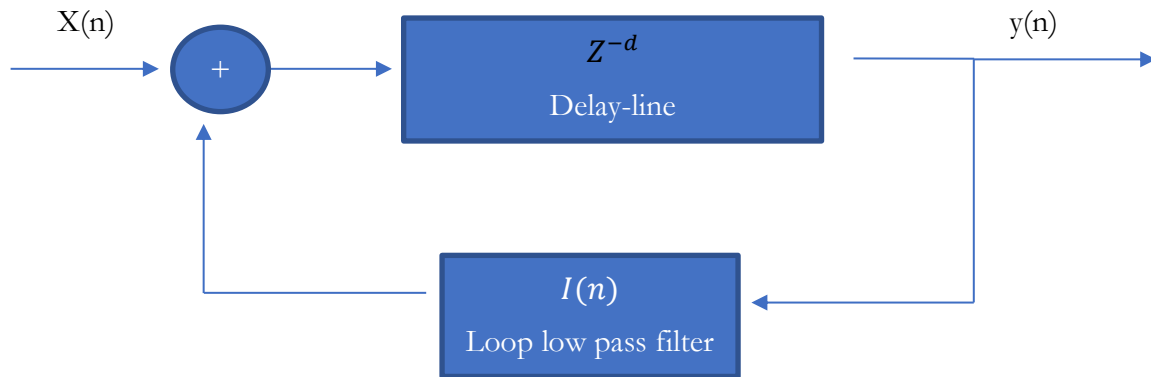 X(n)
y(n)
+
Z^{-d}
Delay-line
I(n)
Loop low pass filter